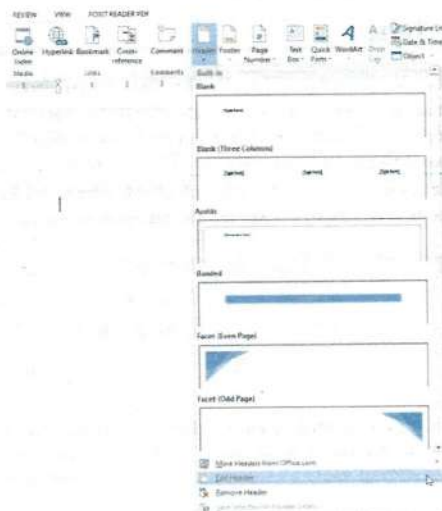 REVIEW VIEW FOXIT READER PDF
Online Video Hyperlink Bookmark Cross-reference Comment Header Footer Page Number Text Box Quick Parts WordArt Drop Cap Signature Line
Date & Time
Object
Media Links Comments
Built-in
Blank
[Type here]
Blank (Three Columns)
[Type here] [Type here] [Type here]
Austin
Banded
Facet (Even Page)
Facet (Odd Page)
More Headers from Office.com
Edit Header
Remove Header